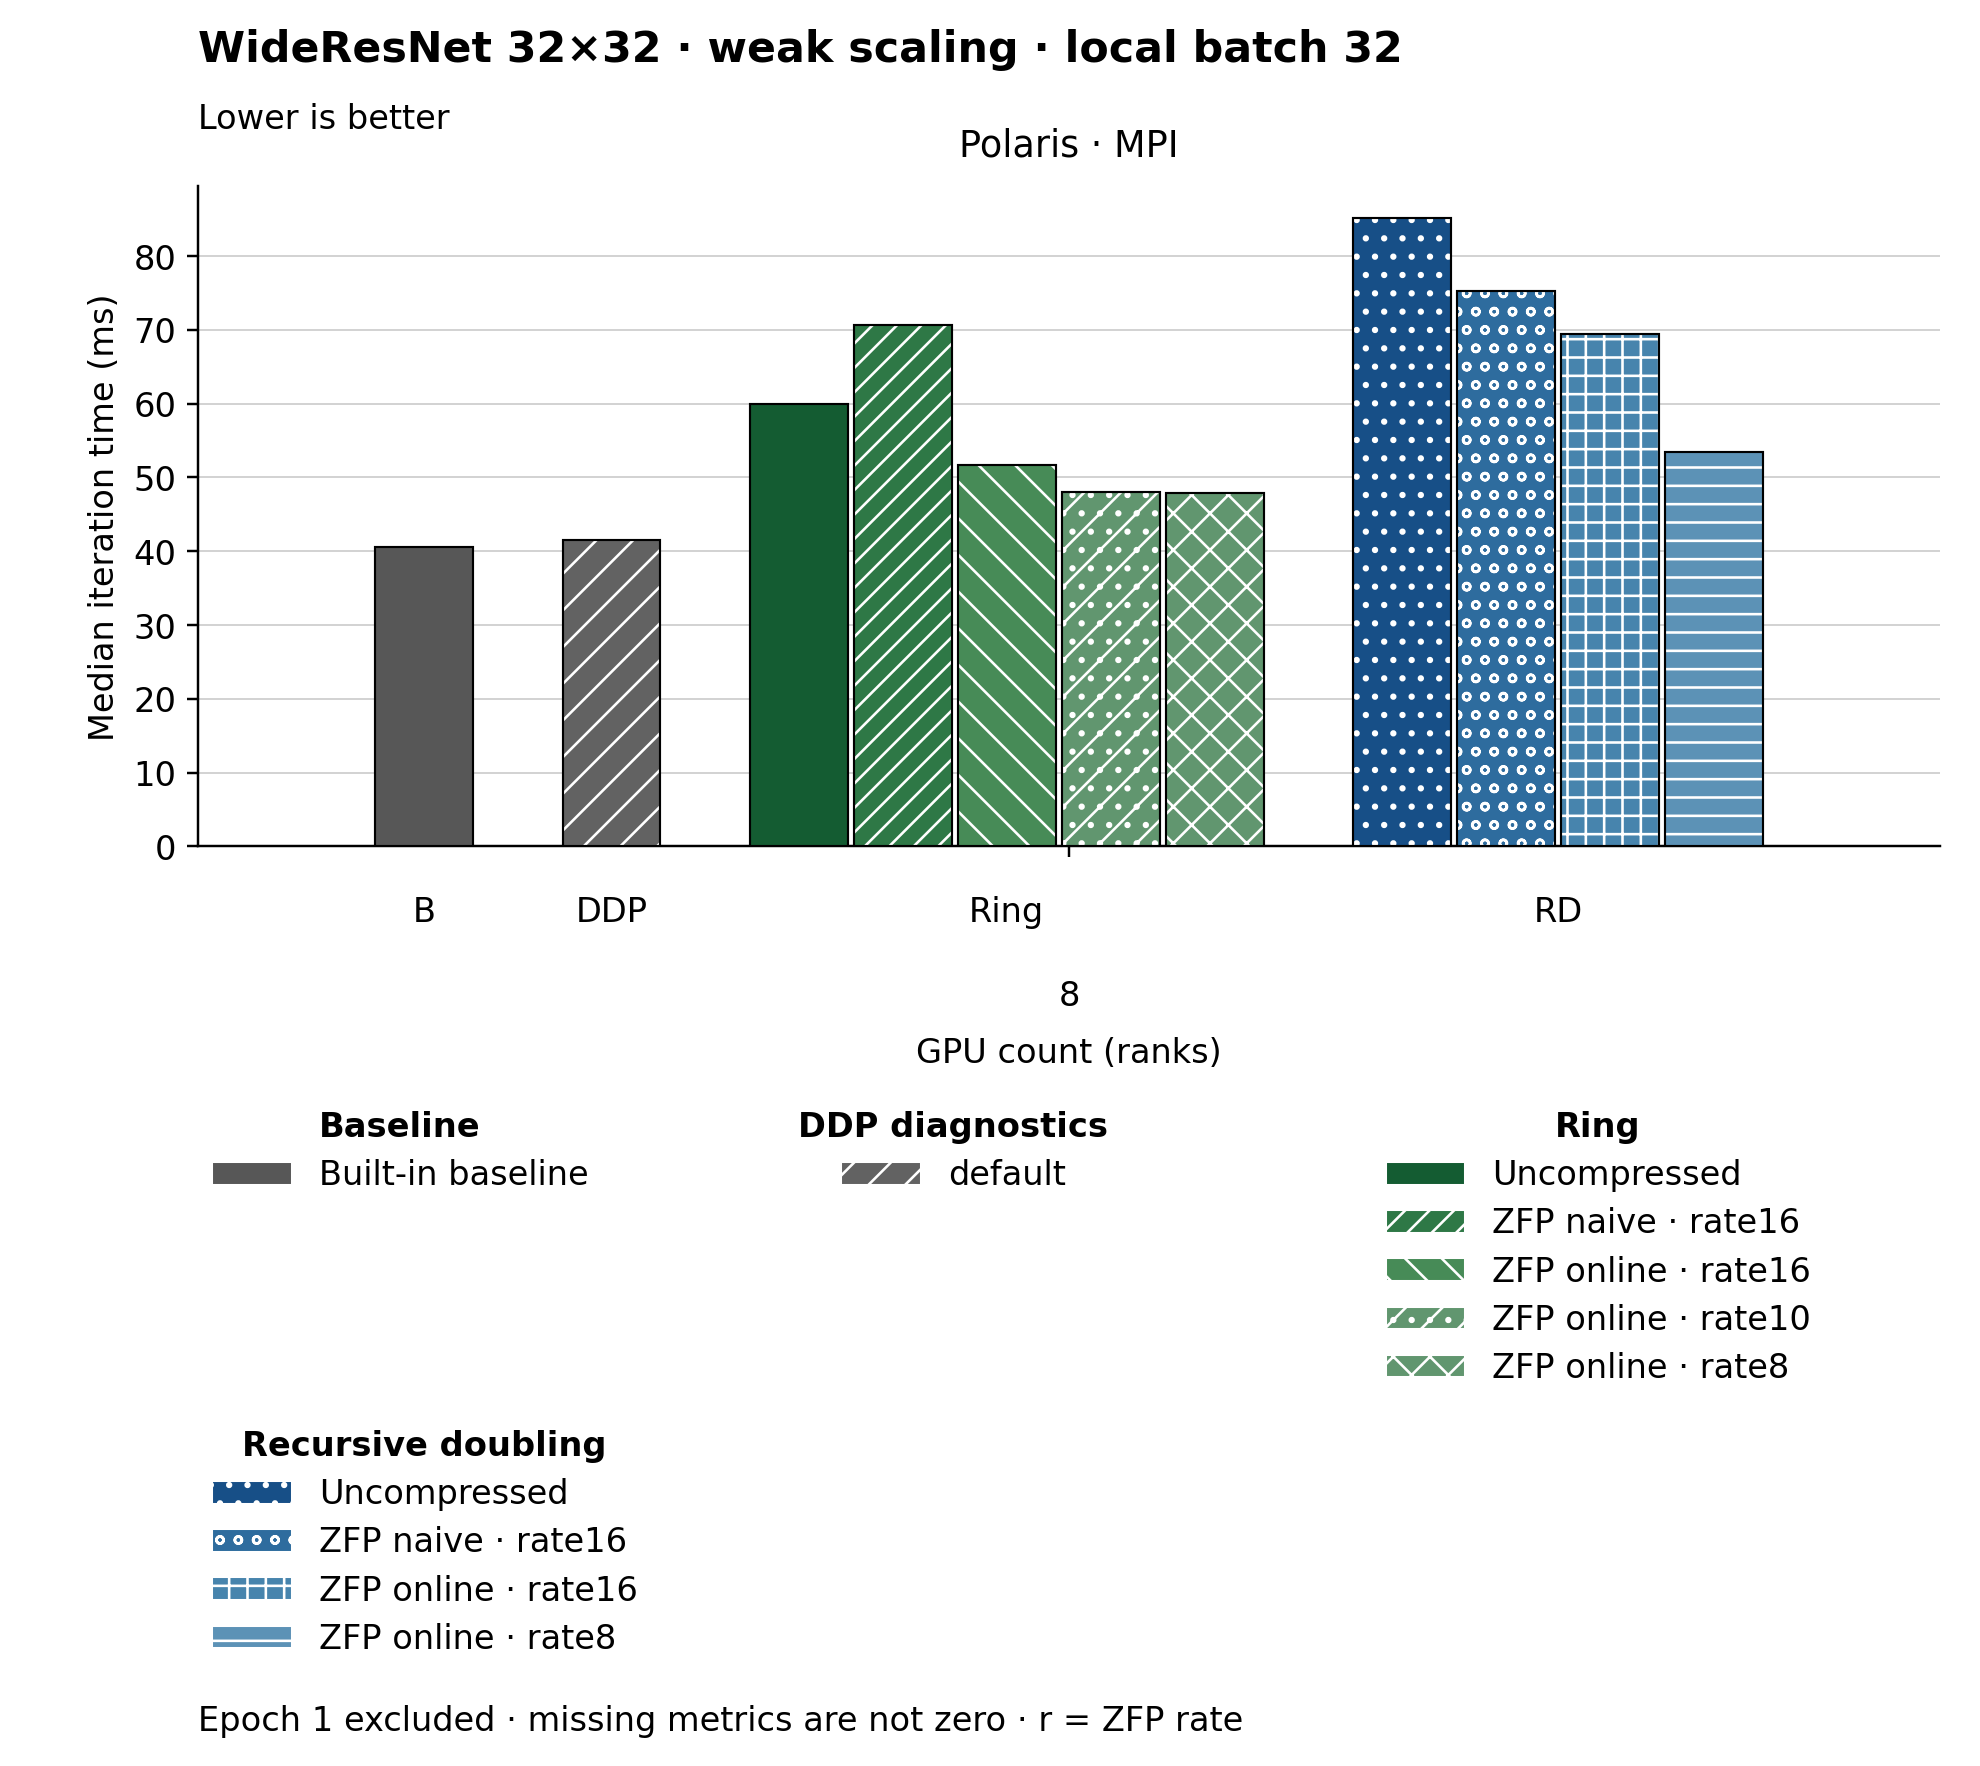 WideResNet 32×32 · weak scaling · local batch 32
Lower is better
Polaris · MPI
Median iteration time (ms)
80
70
60
50
40
30
20
10
0
B DDP Ring RD
8
GPU count (ranks)
Baseline
Built-in baseline
DDP diagnostics
default
Ring
Uncompressed
ZFP naive · rate16
ZFP online · rate16
ZFP online · rate10
ZFP online · rate8
Recursive doubling
Uncompressed
ZFP naive · rate16
ZFP online · rate16
ZFP online · rate8
Epoch 1 excluded · missing metrics are not zero · r = ZFP rate